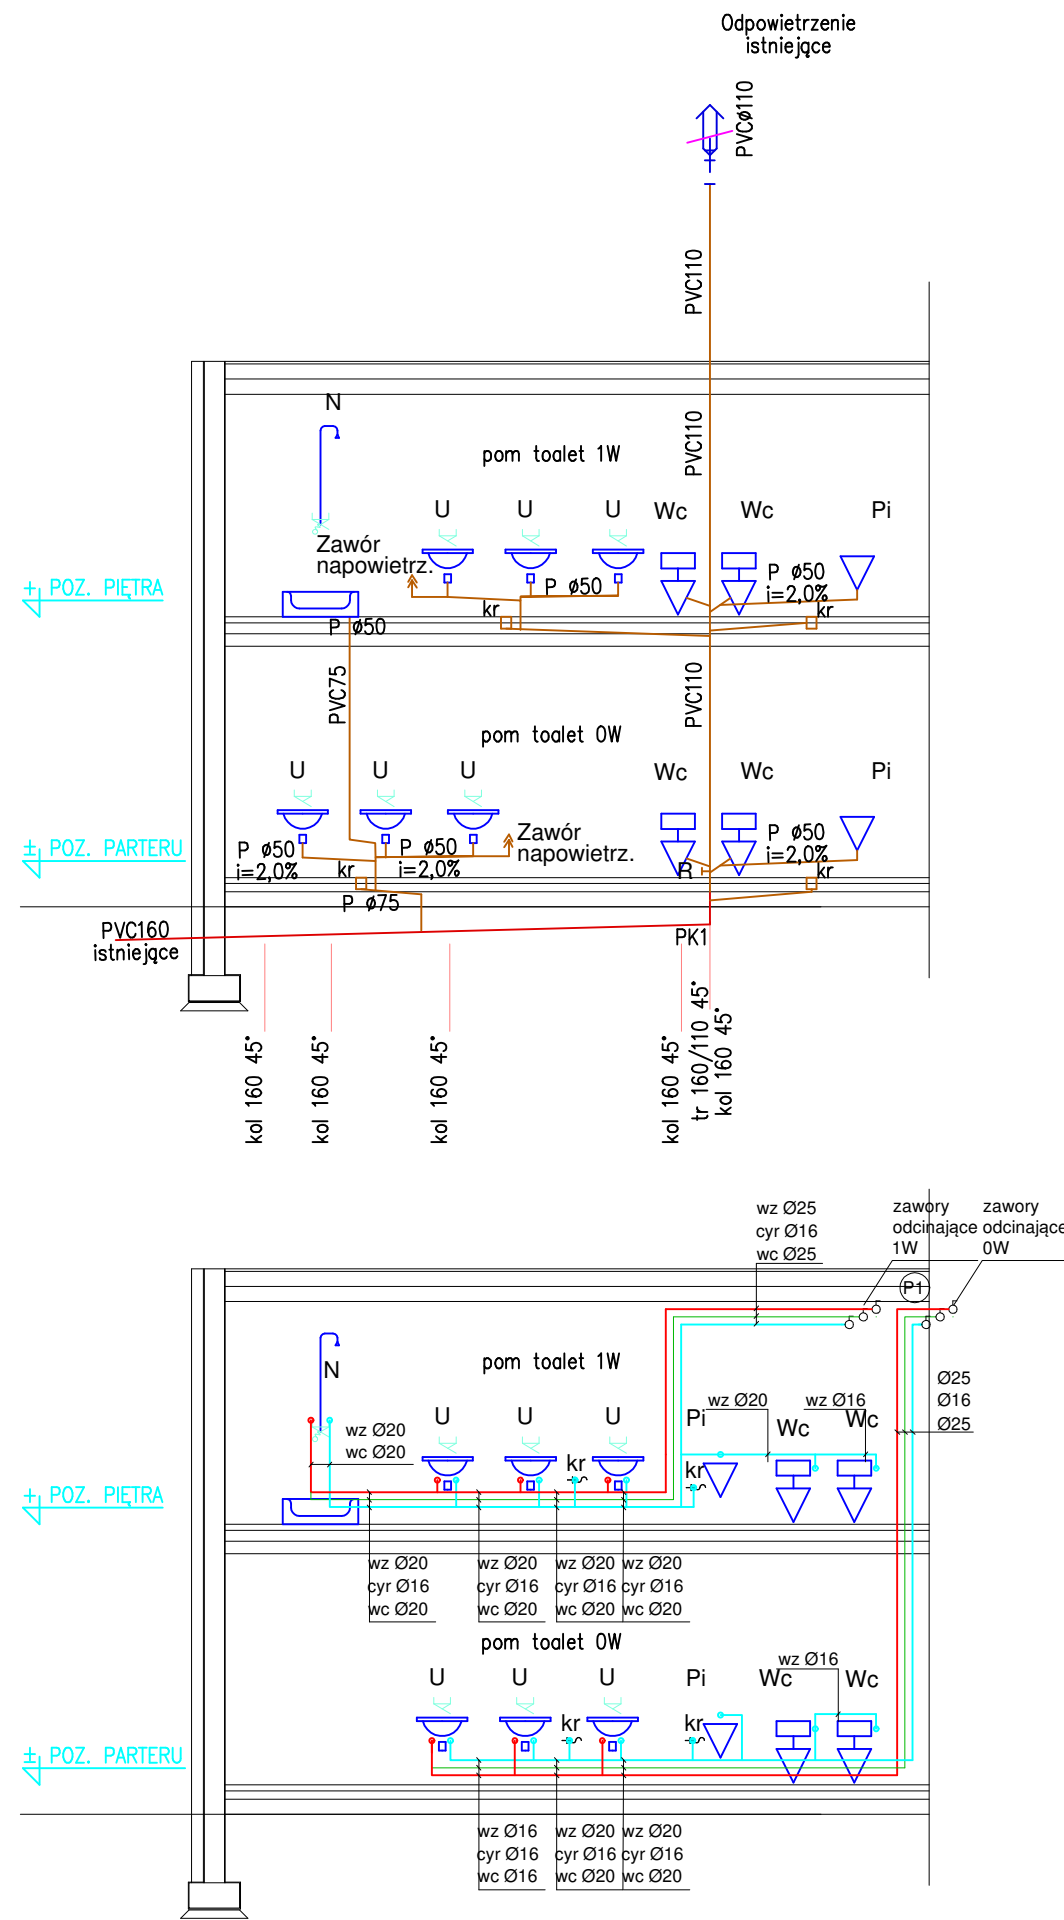 Odpowietrzenie
istniejące
PVCø110
PVC110
N
pom toalet 1W
PVC110
U
U
U
Wc
Wc
Pi
Zawór
napowietrz.
P ø50
P ø50
i=2,0%
± POZ. PIĘTRA
kr
kr
P ø50
PVC75
PVC110
pom toalet 0W
U
U
U
Wc
Wc
Pi
Zawór
napowietrz.
P ø50
i=2,0%
± POZ. PARTERU
P ø50
i=2,0%
P ø50
i=2,0%
kr
R
kr
P ø75
PVC160
istniejące
PK1
kol 160 45°
kol 160 45°
kol 160 45°
kol 160 45°
tr 160/110 45°
kol 160 45°
wz Ø25
cyr Ø16
wc Ø25
zawory
odcinające
1W
zawory
odcinające
0W
P1
N
pom toalet 1W
Ø25
Ø16
Ø25
U
U
U
Pi
wz Ø20
wz Ø16
Wc
Wc
wz Ø20
wc Ø20
kr
kr
± POZ. PIĘTRA
wz Ø20
cyr Ø16
wc Ø20
wz Ø20
cyr Ø16
wc Ø20
wz Ø20
cyr Ø16
wc Ø20
wz Ø20
cyr Ø16
wc Ø20
pom toalet 0W
wz Ø16
U
U
U
Pi
Wc
Wc
kr
kr
± POZ. PARTERU
wz Ø16
cyr Ø16
wc Ø16
wz Ø20
cyr Ø16
wc Ø20
wz Ø20
cyr Ø16
wc Ø20